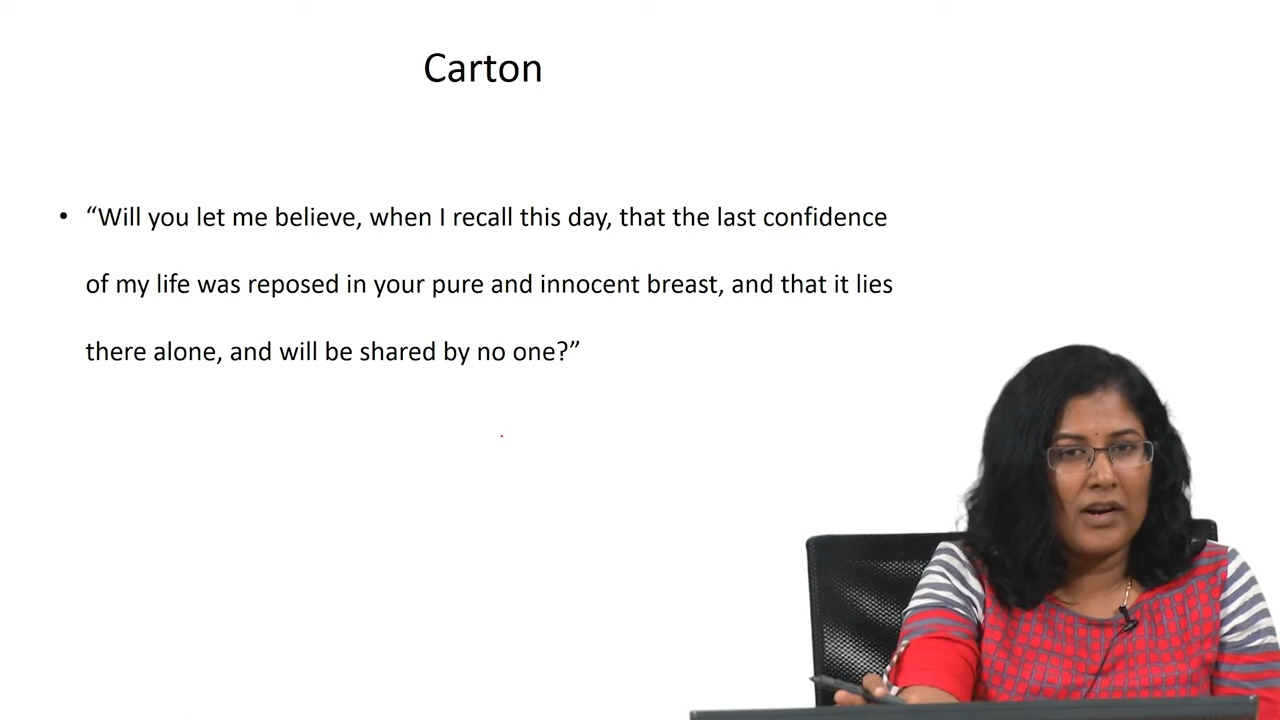 Carton
• “Will you let me believe, when I recall this day, that the last confidence
of my life was reposed in your pure and innocent breast, and that it lies
there alone, and will be shared by no one?”